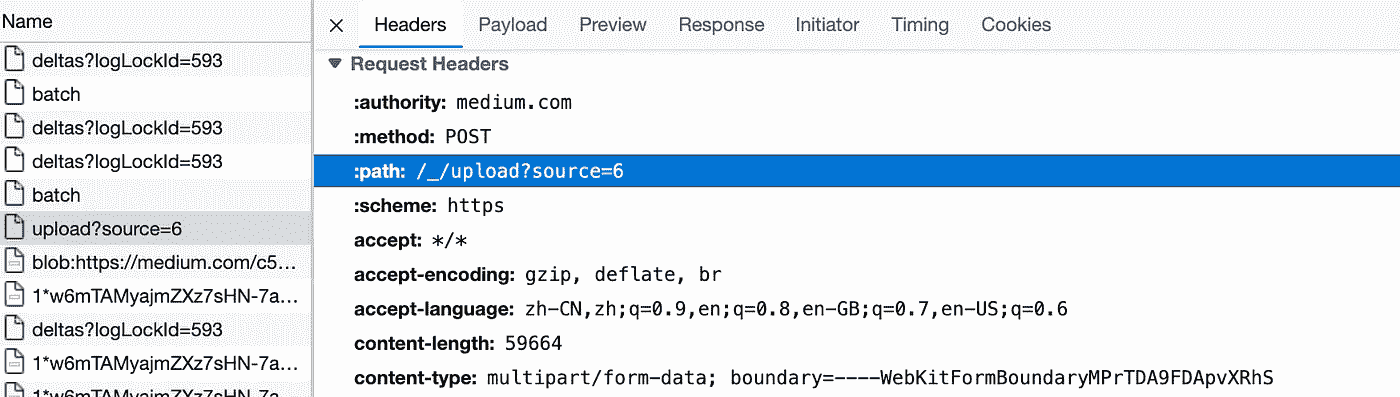 Name
deltas?logLockId=593
batch
deltas?logLockId=593
deltas?logLockId=593
batch
upload?source=6
blob:https://medium.com/c5…
1*w6mTAMyajmZXz7sHN-7a…
deltas?logLockId=593
1*w6mTAMyajmZXz7sHN-7a…
1*w6mTAMyajmZXz7sHN-7a…
Headers Payload Preview Response Initiator Timing Cookies
Request Headers
:authority: medium.com
:method: POST
:path: /_/upload?source=6
:scheme: https
accept: */*
accept-encoding: gzip, deflate, br
accept-language: zh-CN,zh;q=0.9,en;q=0.8,en-GB;q=0.7,en-US;q=0.6
content-length: 59664
content-type: multipart/form-data; boundary=----WebKitFormBoundaryMPrTDA9FDApvXRhS